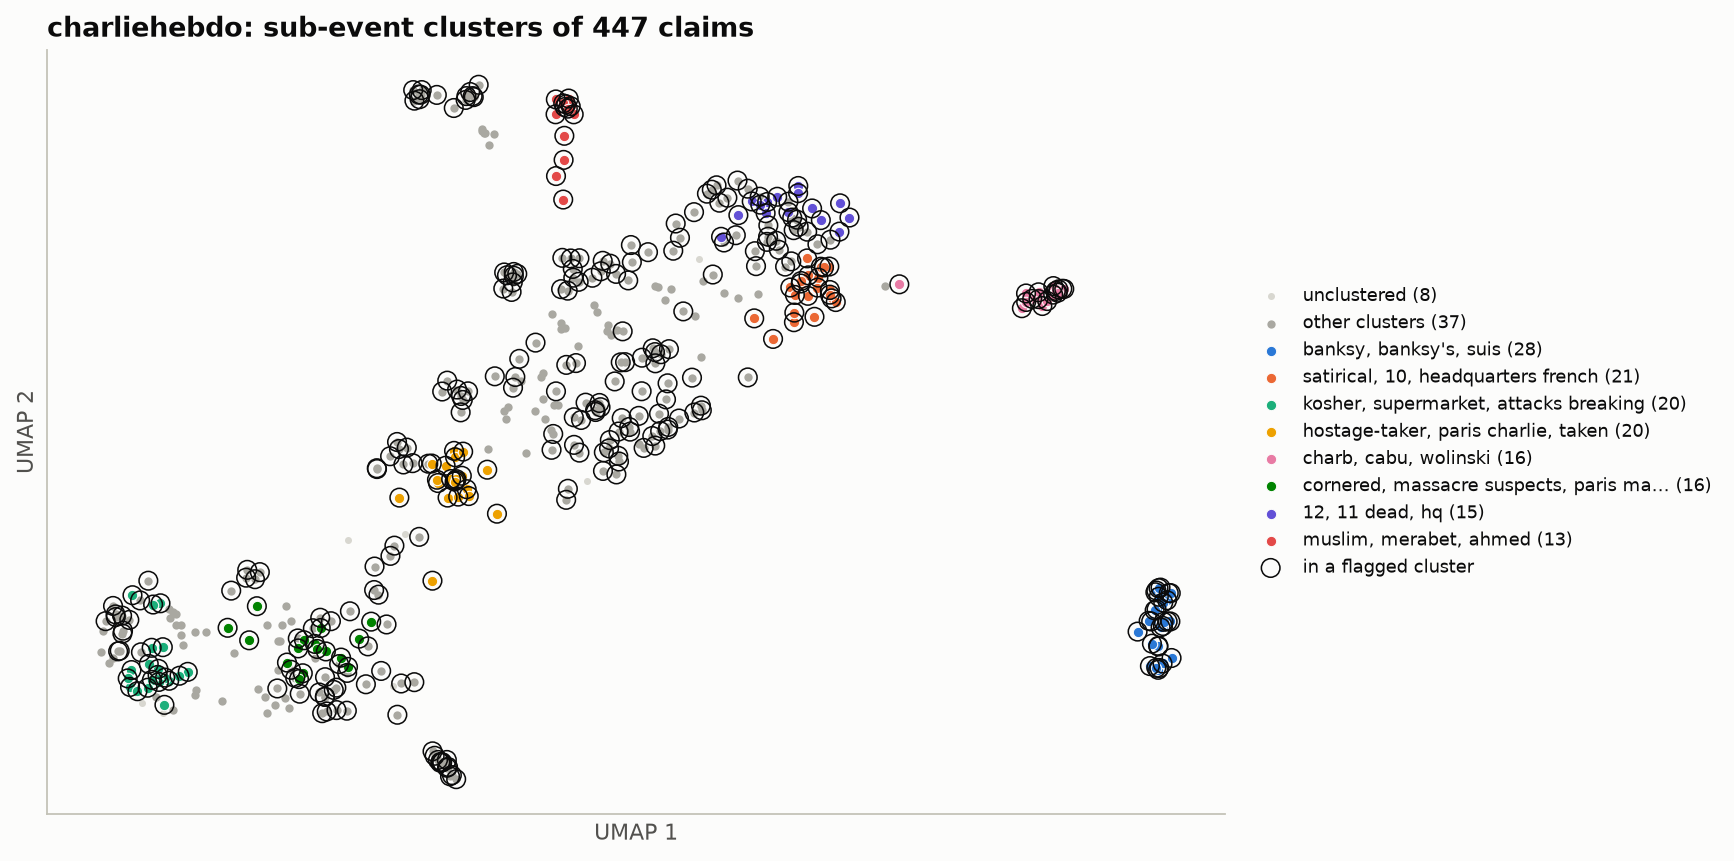 charliehebdo: sub-event clusters of 447 claims
UMAP 2
UMAP 1
unclustered (8)
other clusters (37)
banksy, banksy's, suis (28)
satirical, 10, headquarters french (21)
kosher, supermarket, attacks breaking (20)
hostage-taker, paris charlie, taken (20)
charb, cabu, wolinski (16)
cornered, massacre suspects, paris ma… (16)
12, 11 dead, hq (15)
muslim, merabet, ahmed (13)
in a flagged cluster